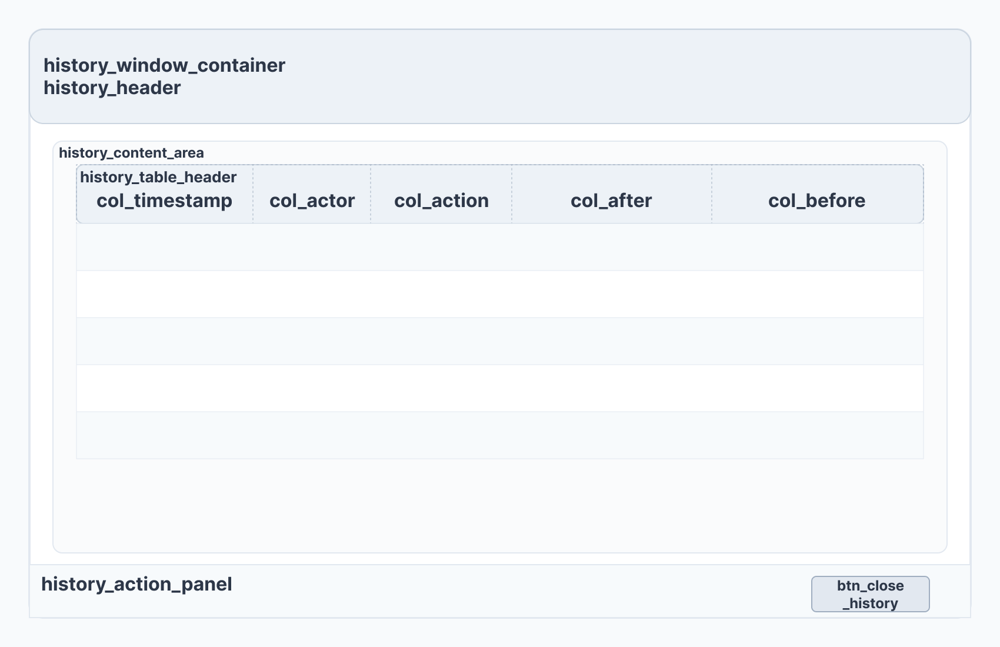 history_window_container
history_header
history_content_area
history_table_header
col_timestamp
col_actor
col_action
col_after
col_before
history_action_panel
btn_close
_history